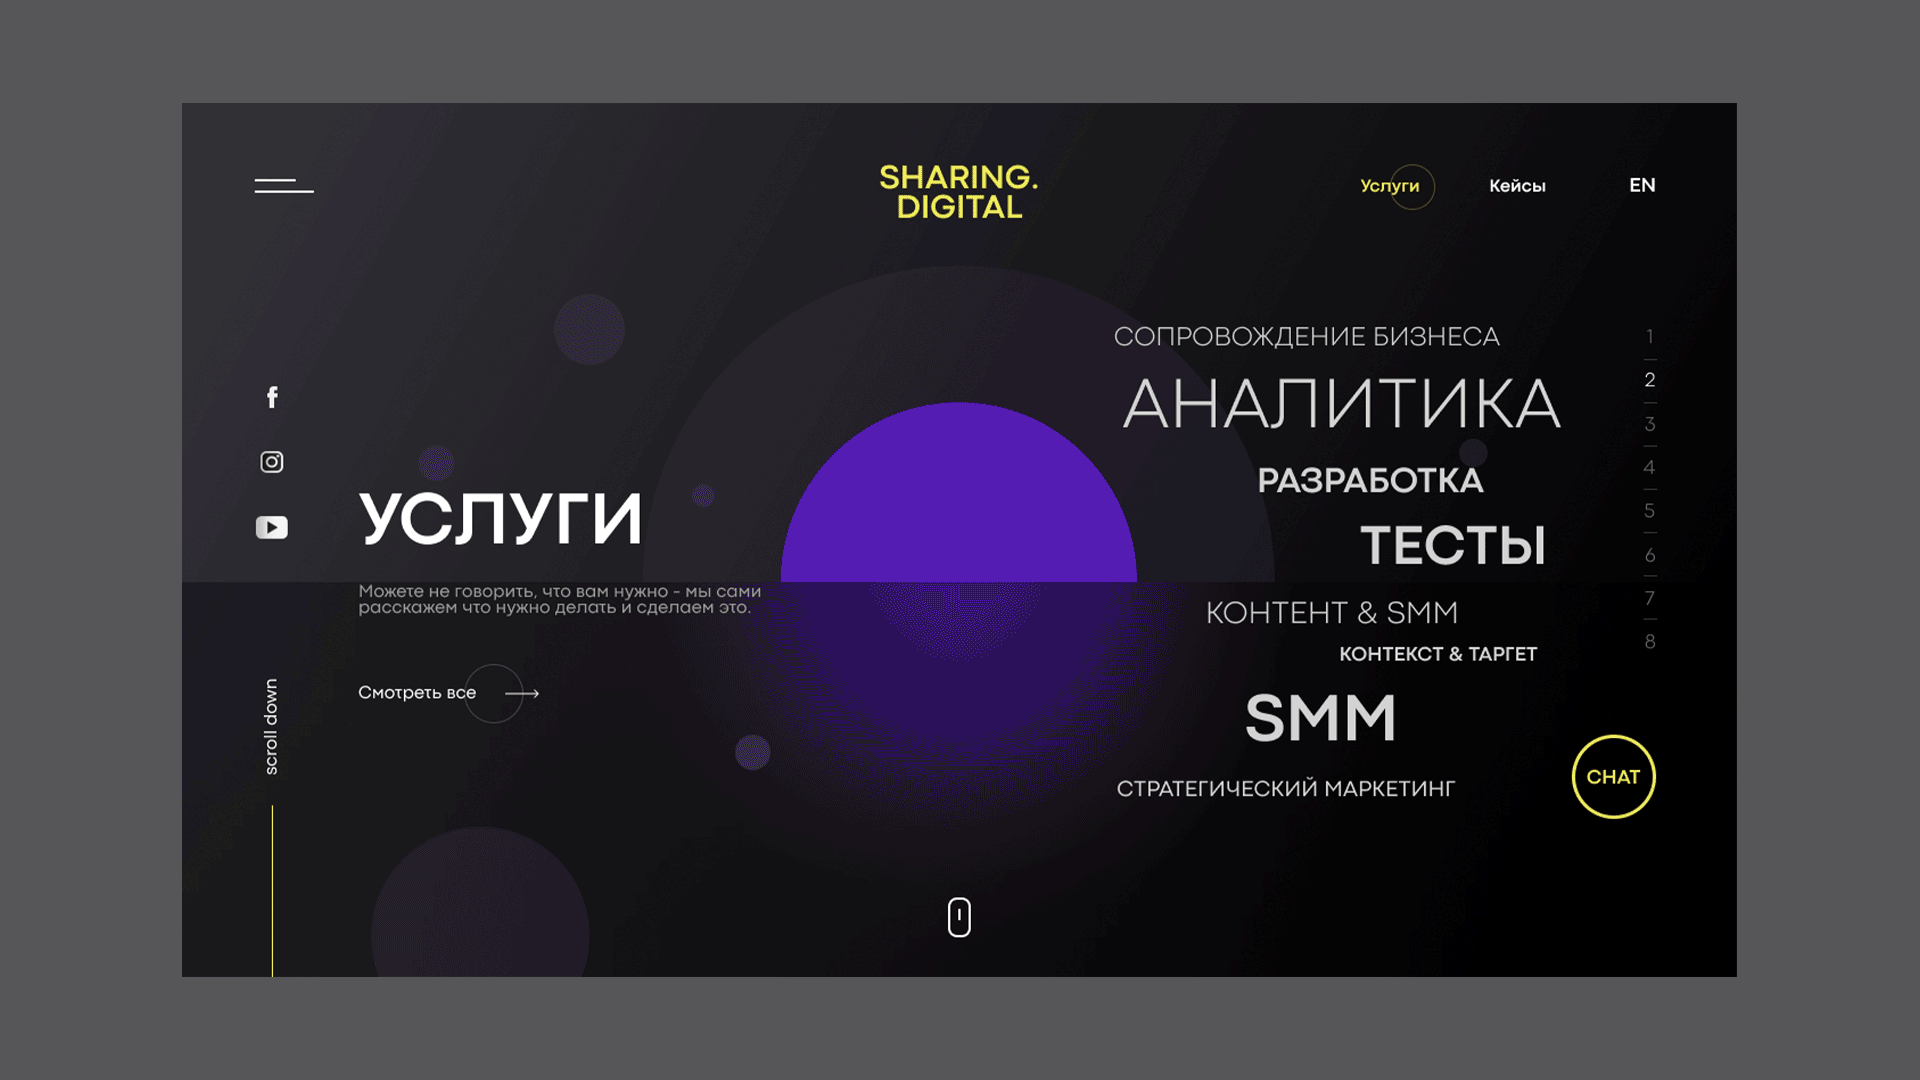 SHARING.
DIGITAL
Услуги
Кейсы
EN
УСЛУГИ
Можете не говорить, что вам нужно - мы сами
расскажем что нужно делать и сделаем это.
Смотреть все
scroll down
СОПРОВОЖДЕНИЕ БИЗНЕСА
АНАЛИТИКА
РАЗРАБОТКА
ТЕСТЫ
КОНТЕНТ & SMM
КОНТЕКСТ & ТАРГЕТ
SMM
СТРАТЕГИЧЕСКИЙ МАРКЕТИНГ
1
2
3
4
5
6
7
8
CHAT